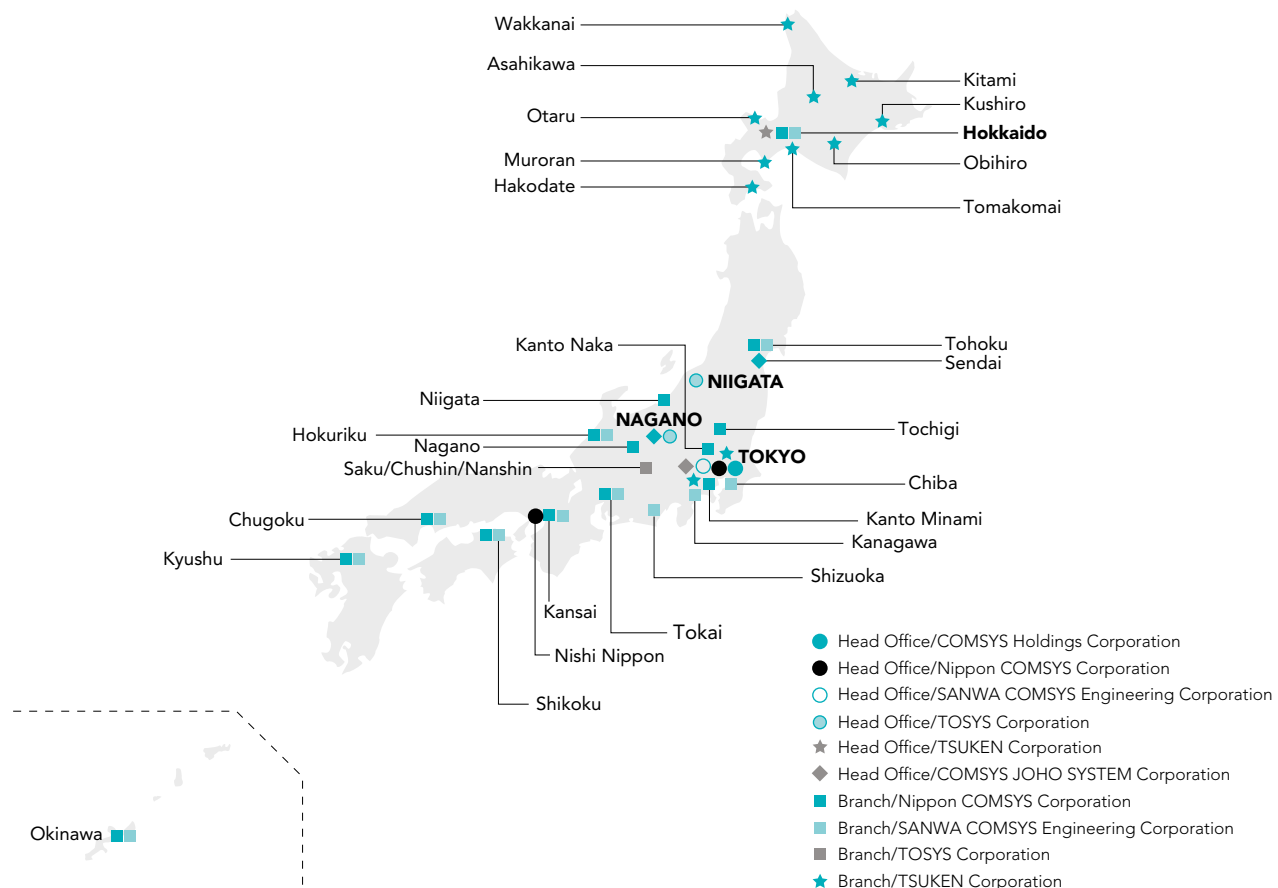 Wakkanai
Asahikawa
Kitami
Kushiro
Otaru
Hokkaido
Muroran
Obihiro
Hakodate
Tomakomai
Kanto Naka
Tohoku
Sendai
NIIGATA
Niigata
NAGANO
Tochigi
Hokuriku
Nagano
TOKYO
Saku/Chushin/Nanshin
Chiba
Chugoku
Kanto Minami
Kanagawa
Kyushu
Shizuoka
Kansai
Tokai
Nishi Nippon
Shikoku
Okinawa
Head Office/COMSYS Holdings Corporation
Head Office/Nippon COMSYS Corporation
Head Office/SANWA COMSYS Engineering Corporation
Head Office/TOSYS Corporation
Head Office/TSUKEN Corporation
Head Office/COMSYS JOHO SYSTEM Corporation
Branch/Nippon COMSYS Corporation
Branch/SANWA COMSYS Engineering Corporation
Branch/TOSYS Corporation
Branch/TSUKEN Corporation